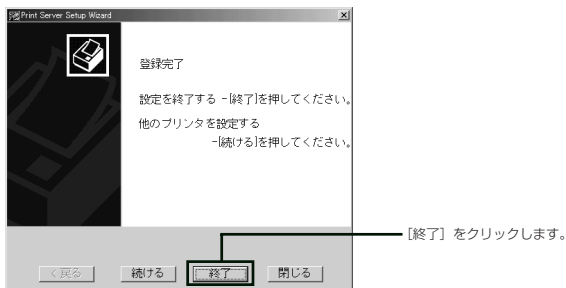 Print Server Setup Wizard
登録完了
設定を終了する -[終了]を押してください。
他のプリンタを設定する
-[続ける]を押してください。
[終了] をクリックします。
< 戻る 続ける 終了 閉じる